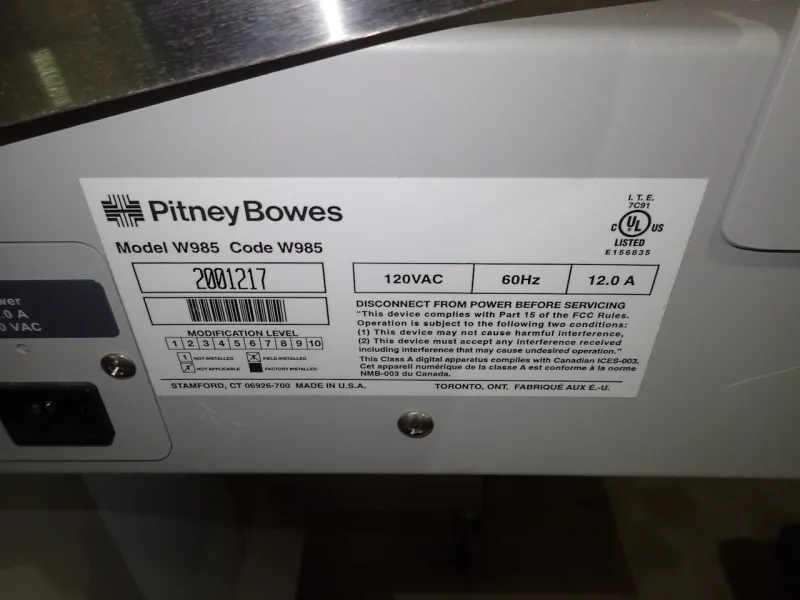 Pitney Bowes
Model W985 Code W985
2001217
MODIFICATION LEVEL
1 2 3 4 5 6 7 8 9 10
1 NOT INSTALLED
FIELD INSTALLED
NOT APPLICABLE
FACTORY INSTALLED
I. T. E.
7C91
C UL US
LISTED
E156835
120VAC 60Hz 12.0 A
DISCONNECT FROM POWER BEFORE SERVICING
"This device complies with Part 15 of the FCC Rules.
Operation is subject to the following two conditions:
(1) This device may not cause harmful interference,
(2) This device must accept any interference received
including interference that may cause undesired operation."
This Class A digital apparatus complies with Canadian ICES-003.
Cet appareil numérique de la classe A est conforme à la norme
NMB-003 du Canada.
STAMFORD, CT 06926-700 MADE IN U.S.A. TORONTO, ONT. FABRIQUÉ AUX É.-U.
.0 A
0 VAC